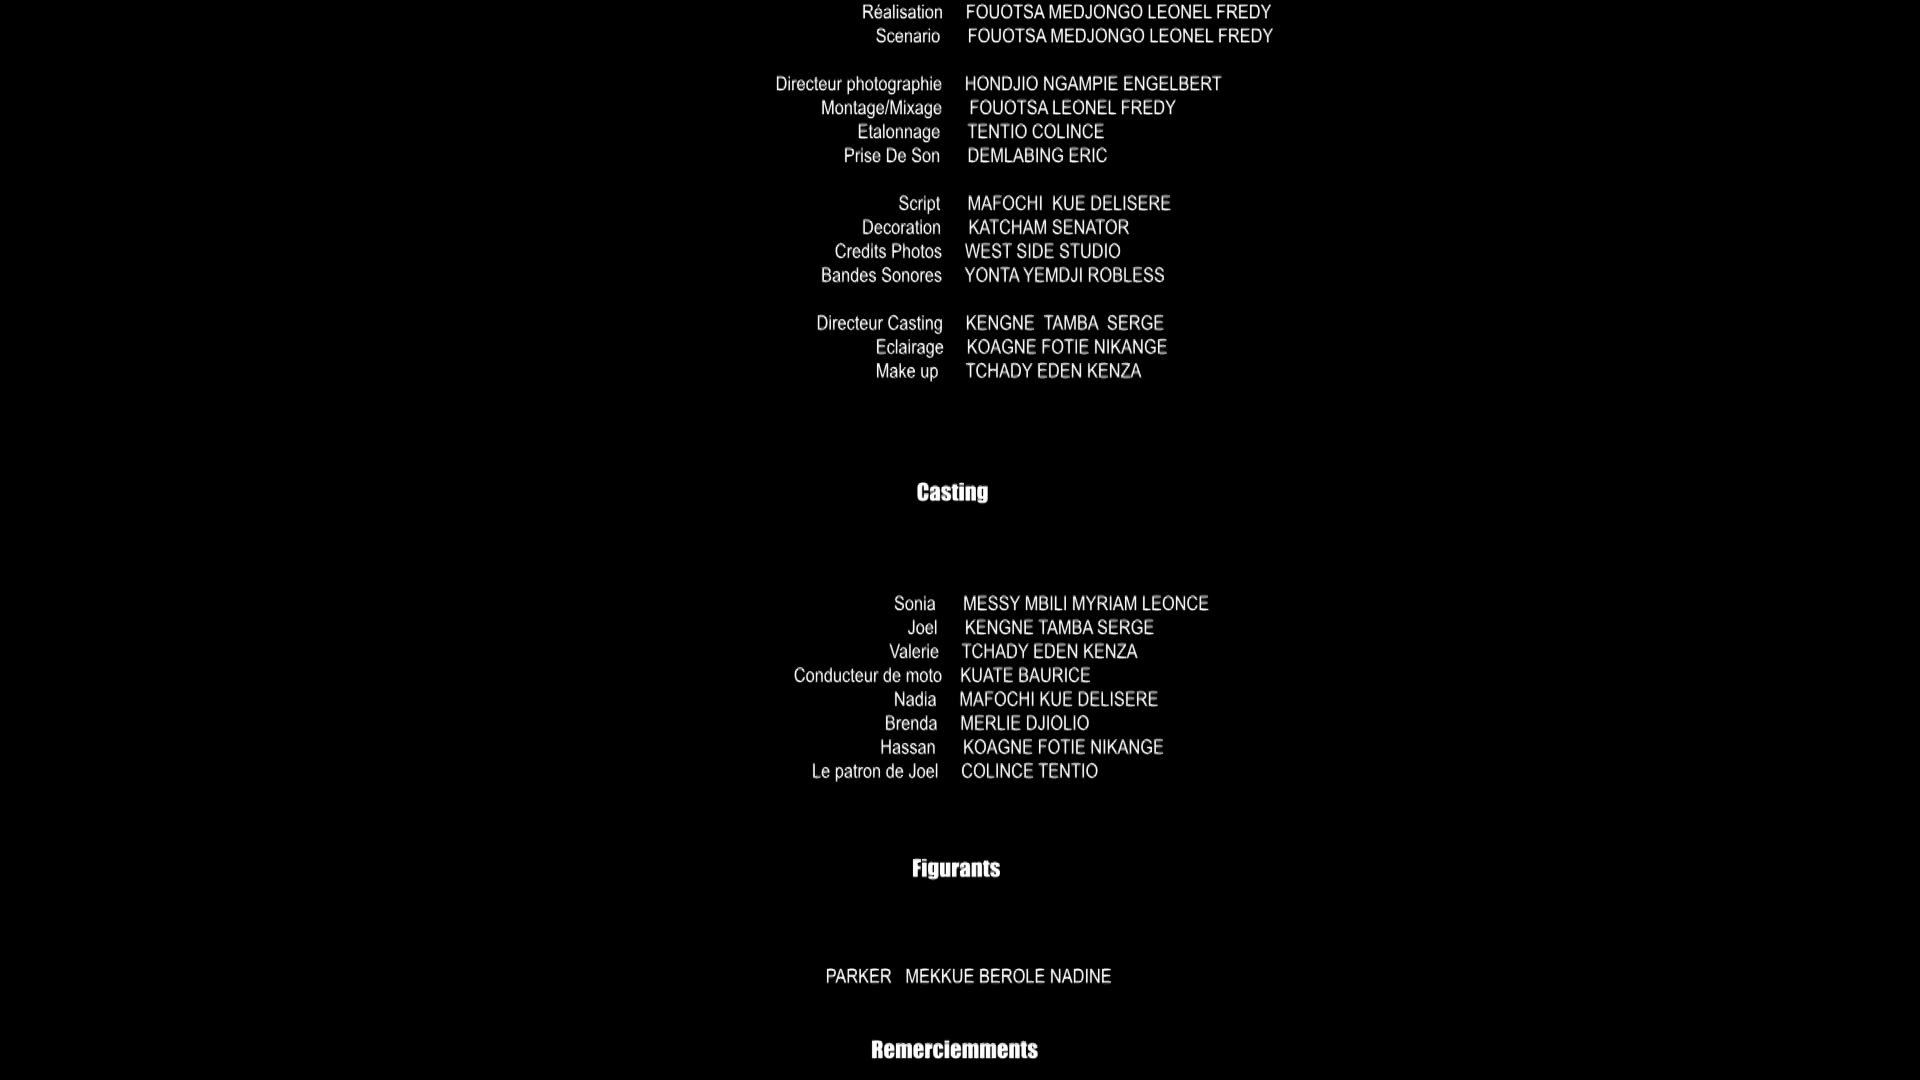 Réalisation FOUOTSA MEDJONGO LEONEL FREDY
Scenario FOUOTSA MEDJONGO LEONEL FREDY
Directeur photographie HONDJIO NGAMPIE ENGELBERT
Montage/Mixage FOUOTSA LEONEL FREDY
Etalonnage TENTIO COLINCE
Prise De Son DEMLABING ERIC
Script MAFOCHI KUE DELISERE
Decoration KATCHAM SENATOR
Credits Photos WEST SIDE STUDIO
Bandes Sonores YONTA YEMDJI ROBLESS
Directeur Casting KENGNE TAMBA SERGE
Eclairage KOAGNE FOTIE NIKANGE
Make up TCHADY EDEN KENZA
Casting
Sonia MESSY MBILI MYRIAM LEONCE
Joel KENGNE TAMBA SERGE
Valerie TCHADY EDEN KENZA
Conducteur de moto KUATE BAURICE
Nadia MAFOCHI KUE DELISERE
Brenda MERLIE DJIOLIO
Hassan KOAGNE FOTIE NIKANGE
Le patron de Joel COLINCE TENTIO
Figurants
PARKER MEKKUE BEROLE NADINE
Remerciemments